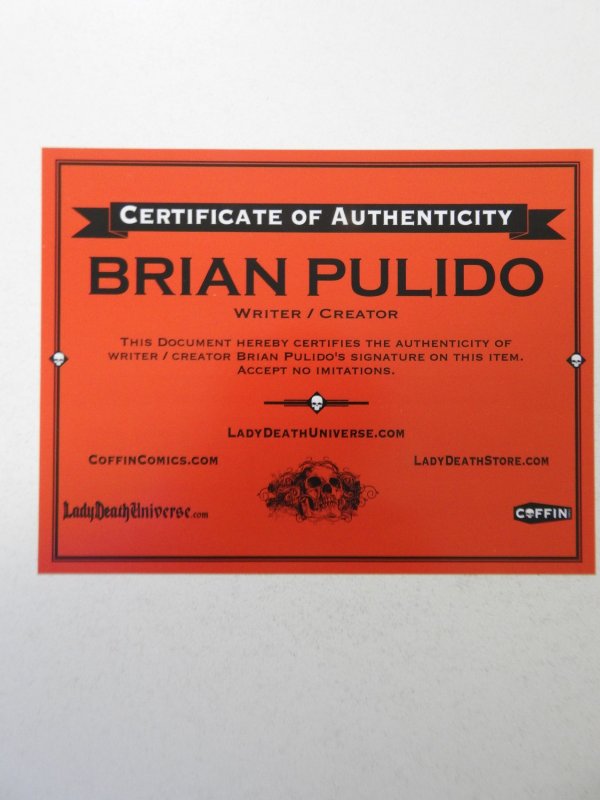 CERTIFICATE OF AUTHENTICITY
BRIAN PULIDO
WRITER / CREATOR
THIS DOCUMENT HEREBY CERTIFIES THE AUTHENTICITY OF
WRITER / CREATOR BRIAN PULIDO'S SIGNATURE ON THIS ITEM.
ACCEPT NO IMITATIONS.
LADYDEATHUNIVERSE.COM
COFFINCOMICS.COM
LADYDEATHSTORE.COM
LadyDeathUniverse.com
COFFIN